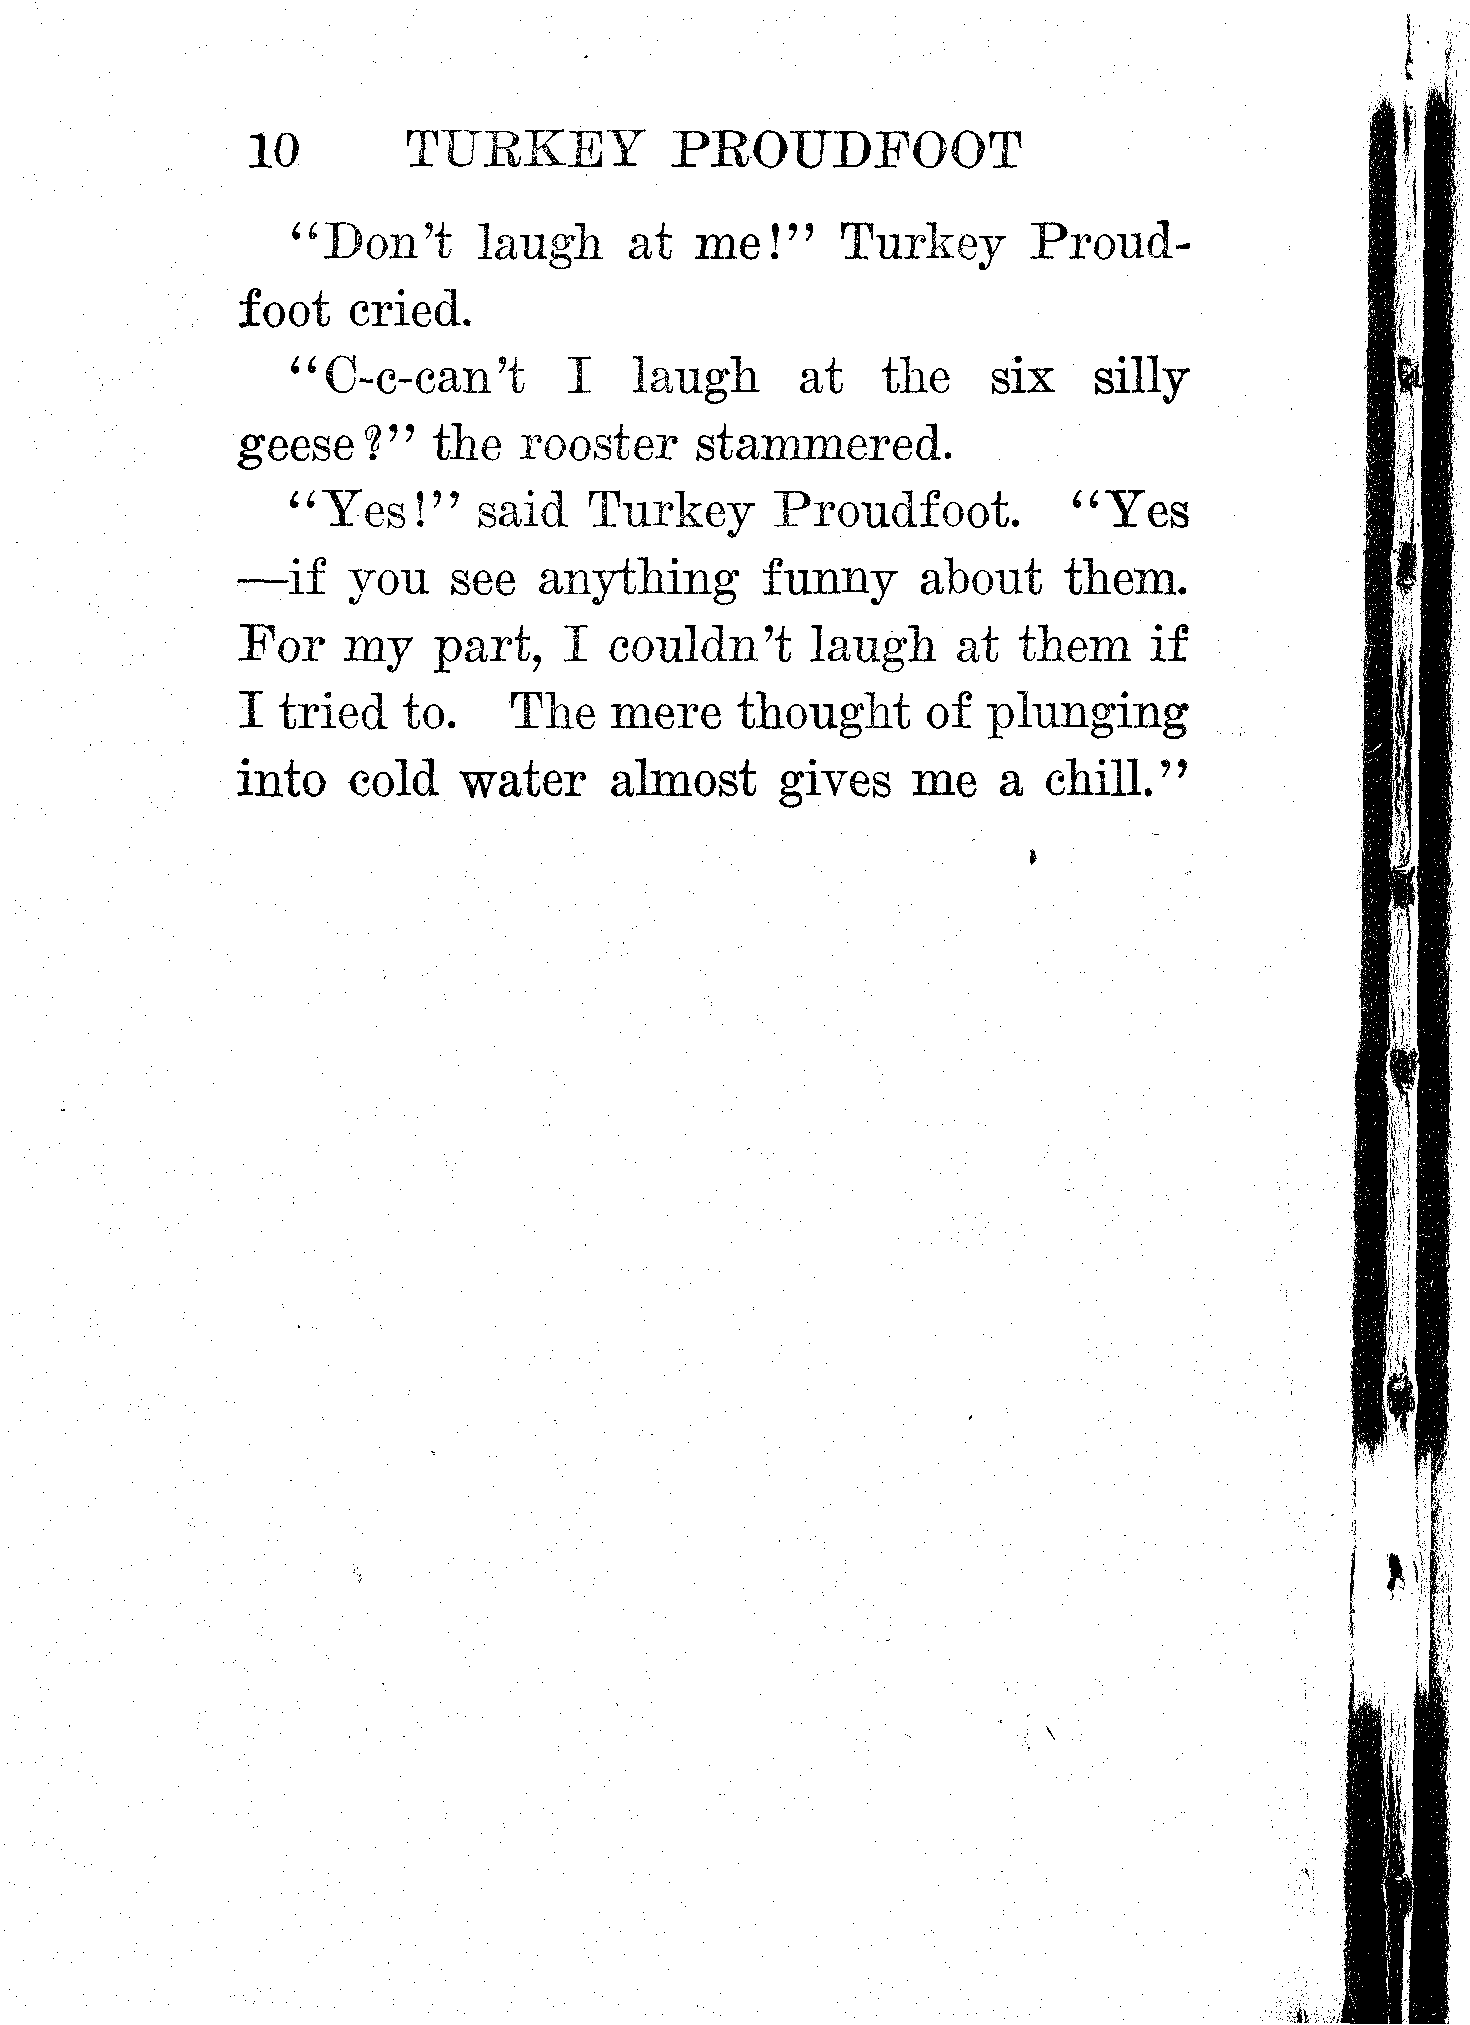 10 TURKEY PROUDFOOT
"Don't laugh at me!" Turkey Proud-
foot cried.
"C-c-can't I laugh at the six silly
geese?" the rooster stammered.
"Yes!" said Turkey Proudfoot. "Yes
—if you see anything funny about them.
For my part, I couldn't laugh at them if
I tried to. The mere thought of plunging
into cold water almost gives me a chill."